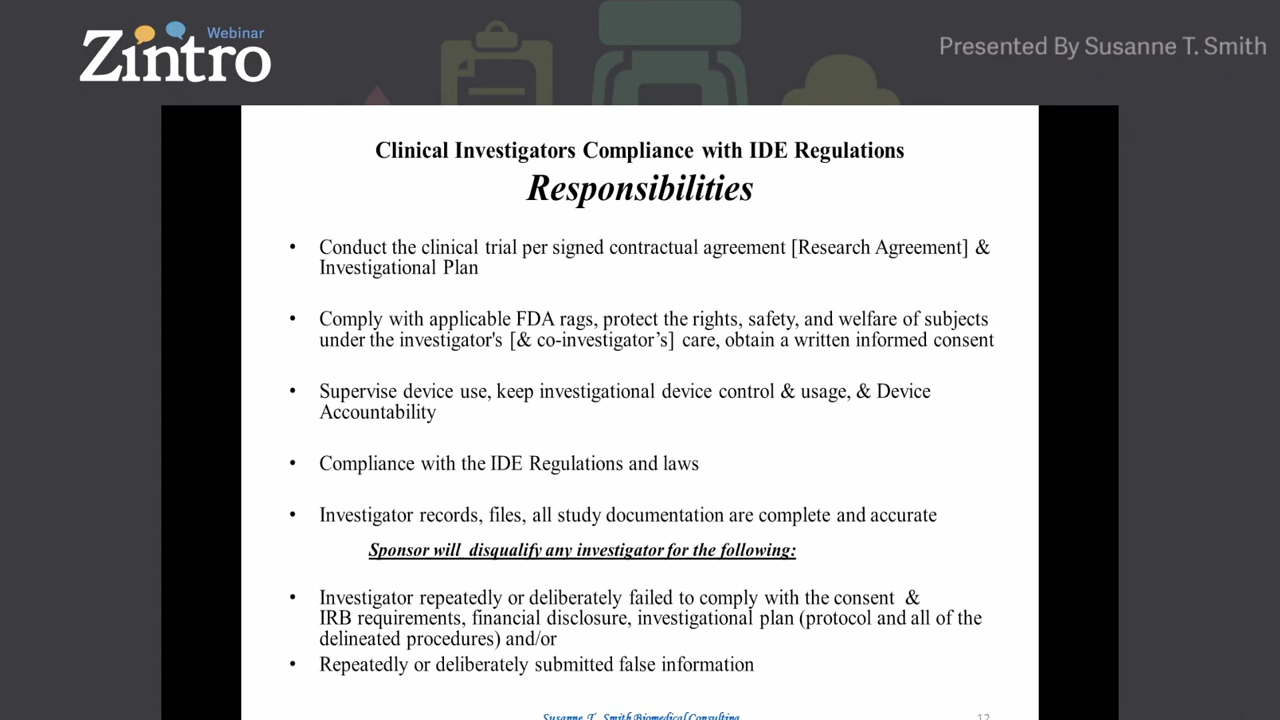 Webinar
Zintro
Presented By Susanne T. Smith
Clinical Investigators Compliance with IDE Regulations
Responsibilities
• Conduct the clinical trial per signed contractual agreement [Research Agreement] &
Investigational Plan
• Comply with applicable FDA rags, protect the rights, safety, and welfare of subjects
under the investigator's [& co-investigator’s] care, obtain a written informed consent
• Supervise device use, keep investigational device control & usage, & Device
Accountability
• Compliance with the IDE Regulations and laws
• Investigator records, files, all study documentation are complete and accurate
Sponsor will disqualify any investigator for the following:
• Investigator repeatedly or deliberately failed to comply with the consent &
IRB requirements, financial disclosure, investigational plan (protocol and all of the
delineated procedures) and/or
• Repeatedly or deliberately submitted false information
Susanne T. Smith Biomedical Consulting
12